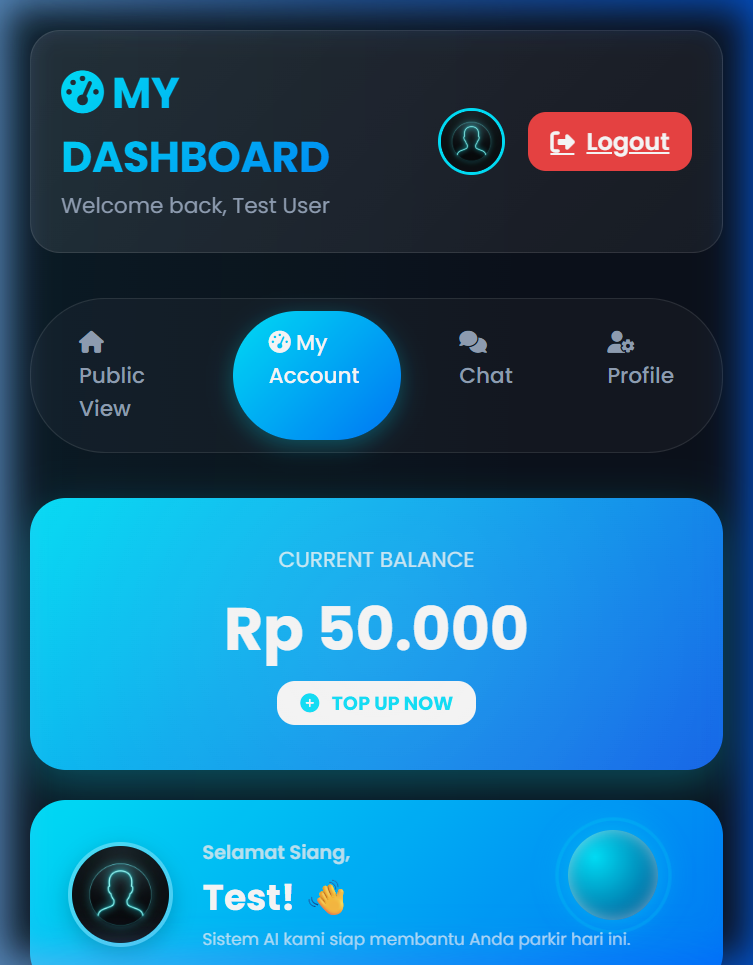 MY
DASHBOARD
Welcome back, Test User
Logout
Public
View
My
Account
Chat
Profile
CURRENT BALANCE
Rp 50.000
TOP UP NOW
Selamat Siang,
Test! 👋
Sistem AI kami siap membantu Anda parkir hari ini.